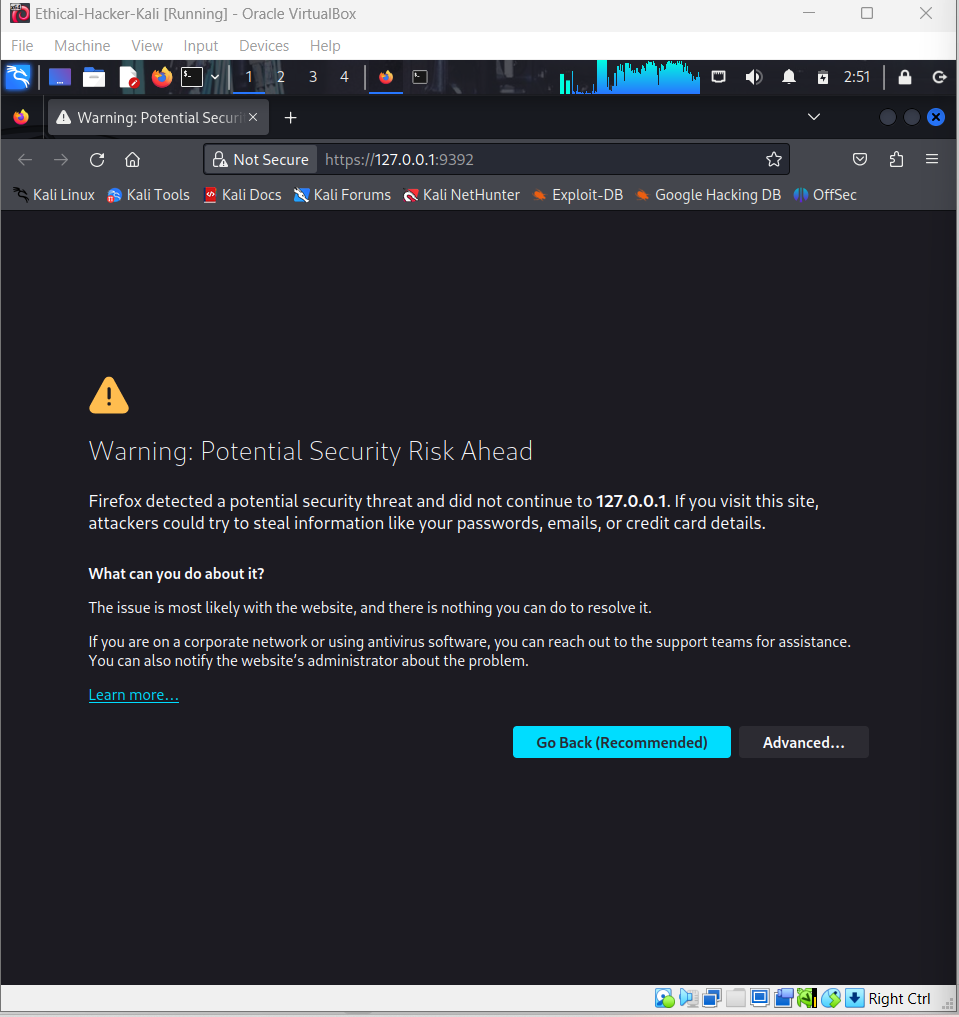 Ethical-Hacker-Kali [Running] - Oracle VirtualBox
File Machine View Input Devices Help
1 2 3 4 2:51
Warning: Potential Securi
Not Secure https://127.0.0.1:9392
Kali Linux Kali Tools Kali Docs Kali Forums Kali NetHunter Exploit-DB Google Hacking DB OffSec
Warning: Potential Security Risk Ahead
Firefox detected a potential security threat and did not continue to 127.0.0.1. If you visit this site,
attackers could try to steal information like your passwords, emails, or credit card details.
What can you do about it?
The issue is most likely with the website, and there is nothing you can do to resolve it.
If you are on a corporate network or using antivirus software, you can reach out to the support teams for assistance.
You can also notify the website’s administrator about the problem.
Learn more…
Go Back (Recommended) Advanced…
Right Ctrl